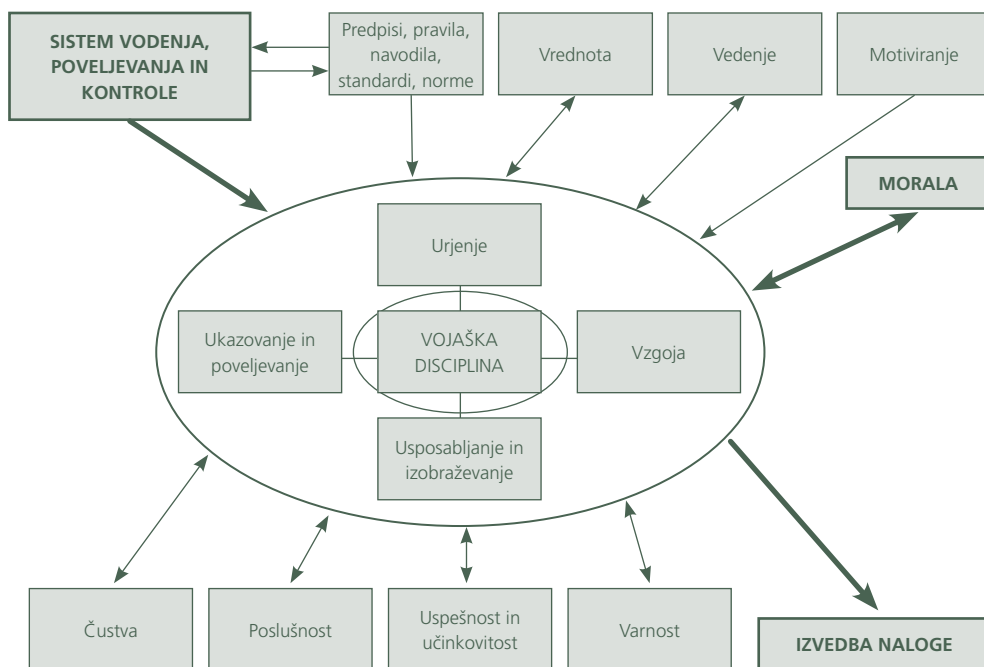 SISTEM VODENJA,
POVELJEVANJA IN
KONTROLE
Predpisi, pravila,
navodila,
standardi, norme
Vrednota
Vedenje
Motiviranje
MORALA
Urjenje
Ukazovanje in
poveljevanje
VOJAŠKA
DISCIPLINA
Vzgoja
Usposabljanje in
izobraževanje
Čustva
Poslušnost
Uspešnost in
učinkovitost
Varnost
IZVEDBA NALOGE